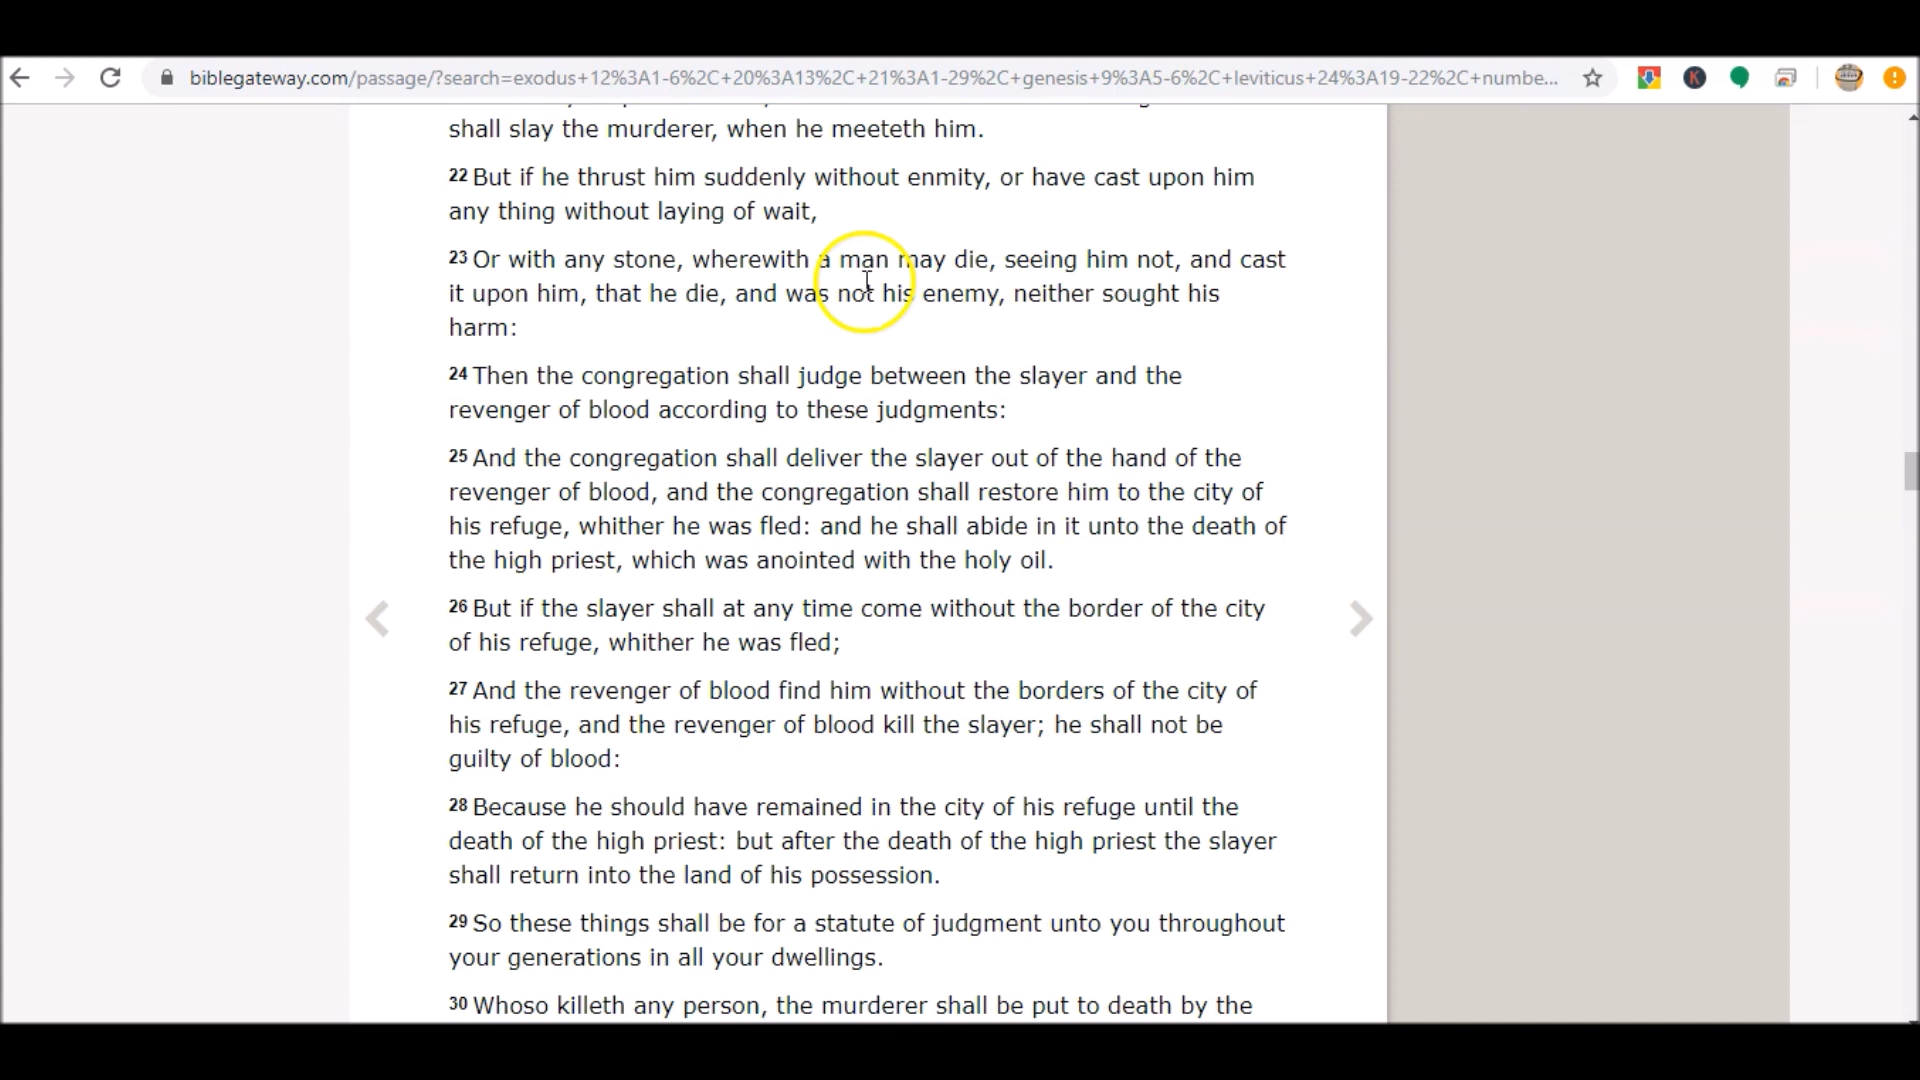 biblegateway.com/passage/?search=exodus+12%3A1-6%2C+20%3A13%2C+21%3A1-29%2C+genesis+9%3A5-6%2C+leviticus+24%3A19-22%2C+numbe...
shall slay the murderer, when he meeteth him.
22 But if he thrust him suddenly without enmity, or have cast upon him
any thing without laying of wait,
23 Or with any stone, wherewith a man may die, seeing him not, and cast
it upon him, that he die, and was not his enemy, neither sought his
harm:
24 Then the congregation shall judge between the slayer and the
revenger of blood according to these judgments:
25 And the congregation shall deliver the slayer out of the hand of the
revenger of blood, and the congregation shall restore him to the city of
his refuge, whither he was fled: and he shall abide in it unto the death of
the high priest, which was anointed with the holy oil.
26 But if the slayer shall at any time come without the border of the city
of his refuge, whither he was fled;
27 And the revenger of blood find him without the borders of the city of
his refuge, and the revenger of blood kill the slayer; he shall not be
guilty of blood:
28 Because he should have remained in the city of his refuge until the
death of the high priest: but after the death of the high priest the slayer
shall return into the land of his possession.
29 So these things shall be for a statute of judgment unto you throughout
your generations in all your dwellings.
30 Whoso killeth any person, the murderer shall be put to death by the